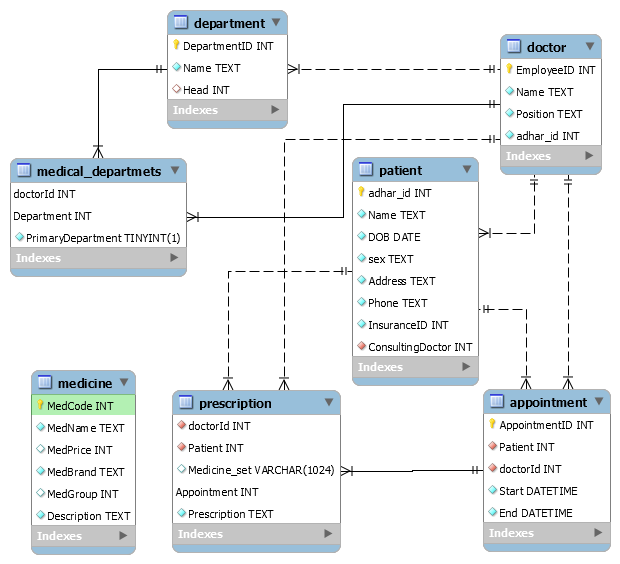 department
DepartmentID INT
Name TEXT
Head INT
Indexes
doctor
EmployeeID INT
Name TEXT
Position TEXT
adhar_id INT
Indexes
medical_departmets
doctorId INT
Department INT
PrimaryDepartment TINYINT(1)
Indexes
patient
adhar_id INT
Name TEXT
DOB DATE
sex TEXT
Address TEXT
Phone TEXT
InsuranceID INT
ConsultingDoctor INT
Indexes
medicine
MedCode INT
MedName TEXT
MedPrice INT
MedBrand TEXT
MedGroup INT
Description TEXT
Indexes
prescription
doctorId INT
Patient INT
Medicine_set VARCHAR(1024)
Appointment INT
Prescription TEXT
Indexes
appointment
AppointmentID INT
Patient INT
doctorId INT
Start DATETIME
End DATETIME
Indexes